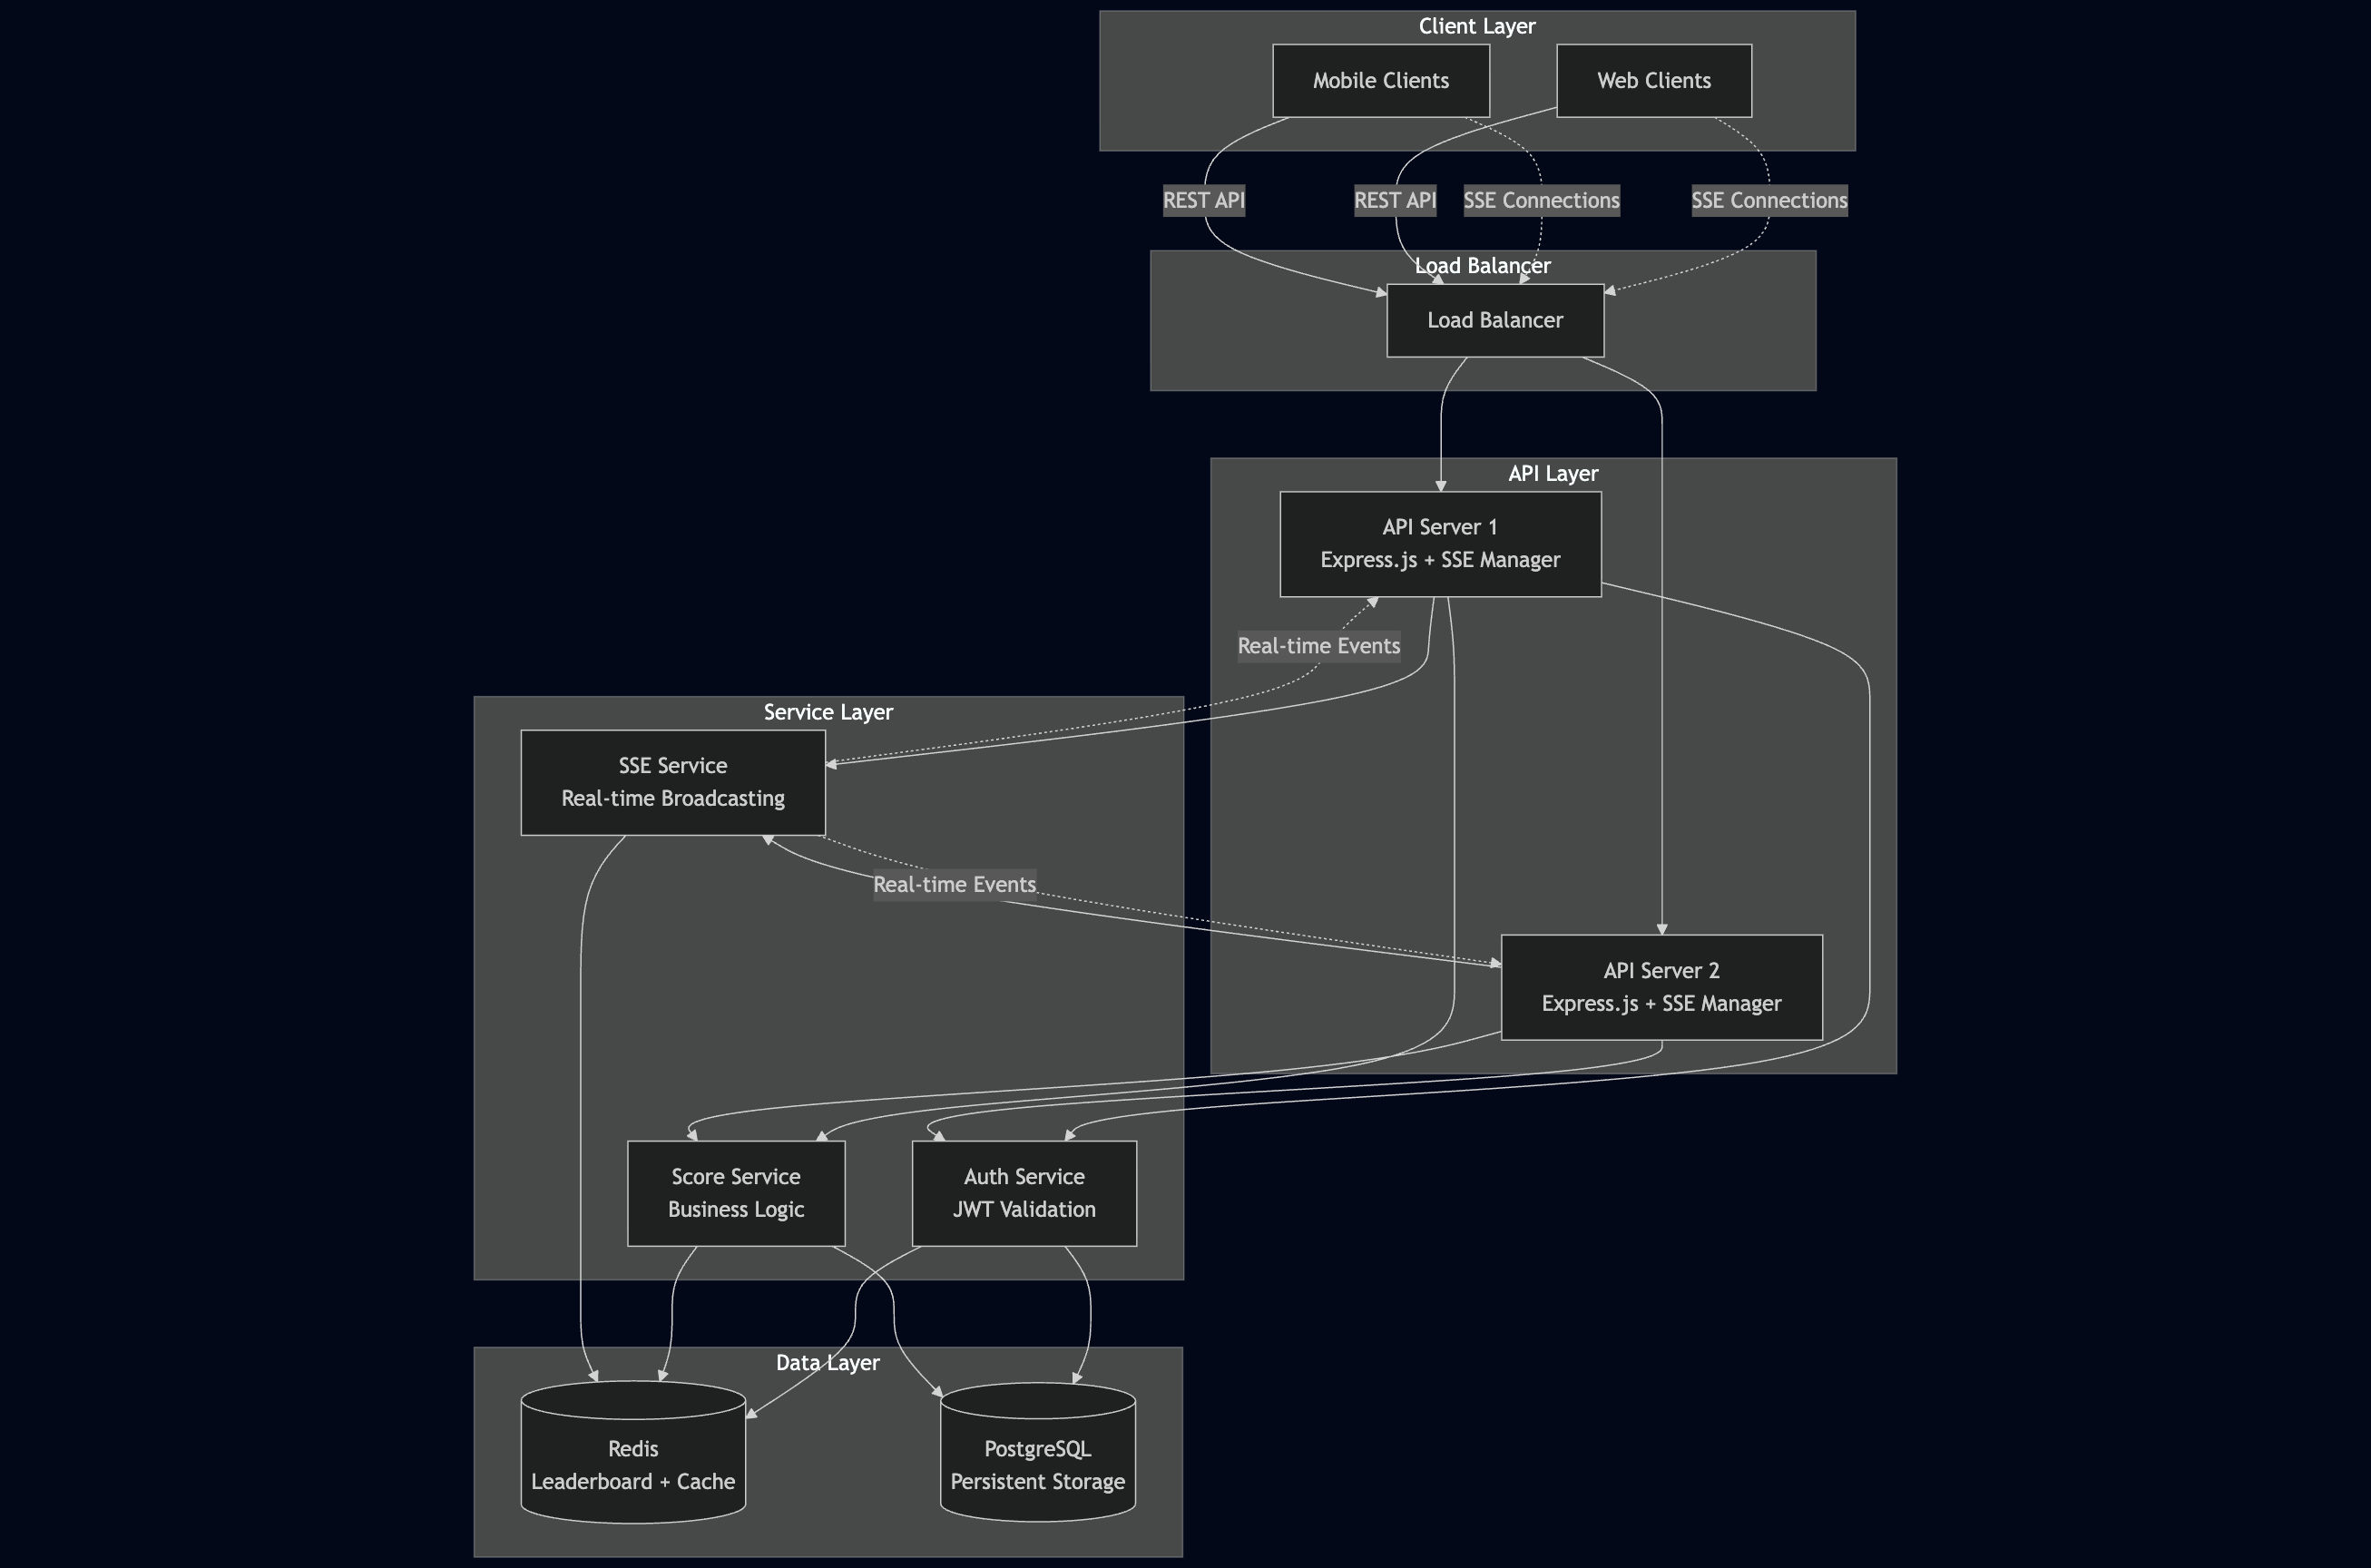 Client Layer
Mobile Clients
Web Clients
REST API
REST API
SSE Connections
SSE Connections
Load Balancer
Load Balancer
API Layer
API Server 1
Express.js + SSE Manager
Real-time Events
Service Layer
SSE Service
Real-time Broadcasting
Real-time Events
API Server 2
Express.js + SSE Manager
Score Service
Business Logic
Auth Service
JWT Validation
Data Layer
Redis
Leaderboard + Cache
PostgreSQL
Persistent Storage